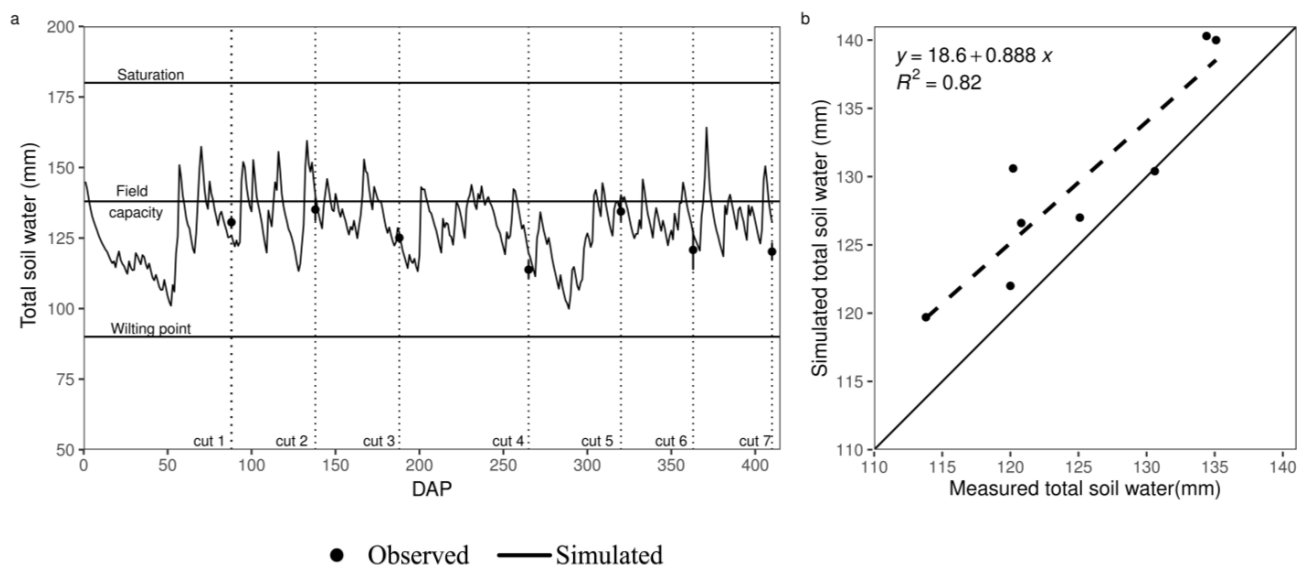 a
200
175
150
125
100
75
50
Total soil water (mm)
Saturation
Field
capacity
Wilting point
cut 1
cut 2
cut 3
cut 4
cut 5
cut 6
cut 7
0
50
100
150
200
250
300
350
400
DAP
b
y = 18.6 + 0.888 x
R² = 0.82
140
135
130
125
120
115
110
Simulated total soil water (mm)
110
115
120
125
130
135
140
Measured total soil water(mm)
Observed
Simulated